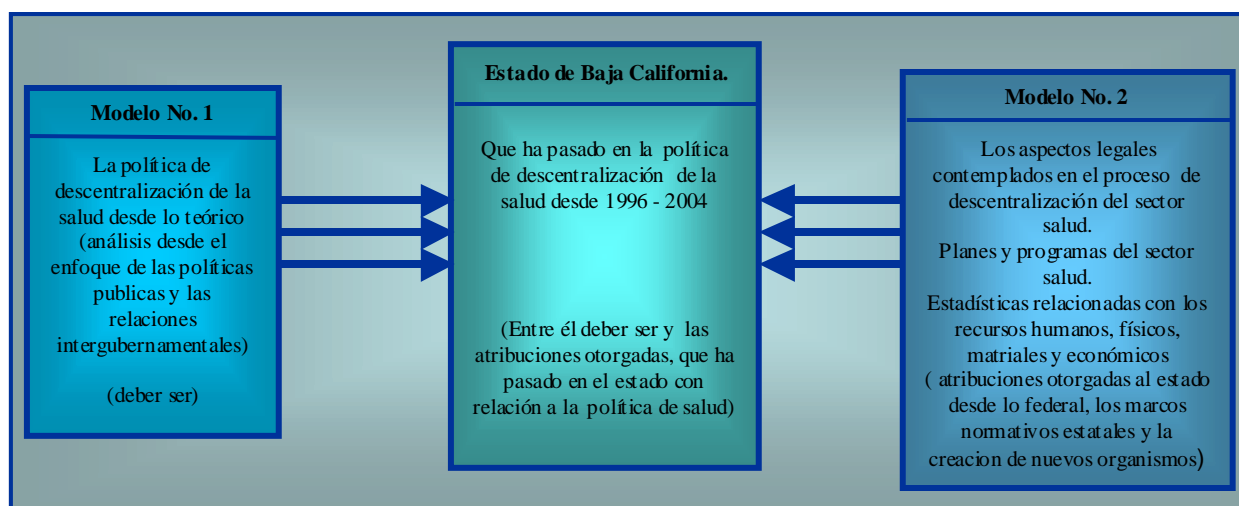 Modelo No. 1
La política de
descentralización de la
salud desde lo teórico
(análisis desde el
enfoque de las políticas
publicas y las
relaciones
intergubernamentales)
(deber ser)
Estado de Baja California.
Que ha pasado en la política
de descentralización de la
salud desde 1996 - 2004
(Entre él deber ser y las
atribuciones otorgadas, que ha
pasado en el estado con
relación a la política de salud)
Modelo No. 2
Los aspectos legales
contemplados en el proceso de
descentralización del sector
salud.
Planes y programas del sector
salud.
Estadísticas relacionadas con los
recursos humanos, físicos,
matriales y económicos
( atribuciones otorgadas al estado
desde lo federal, los marcos
normativos estatales y la
creacion de nuevos organismos)